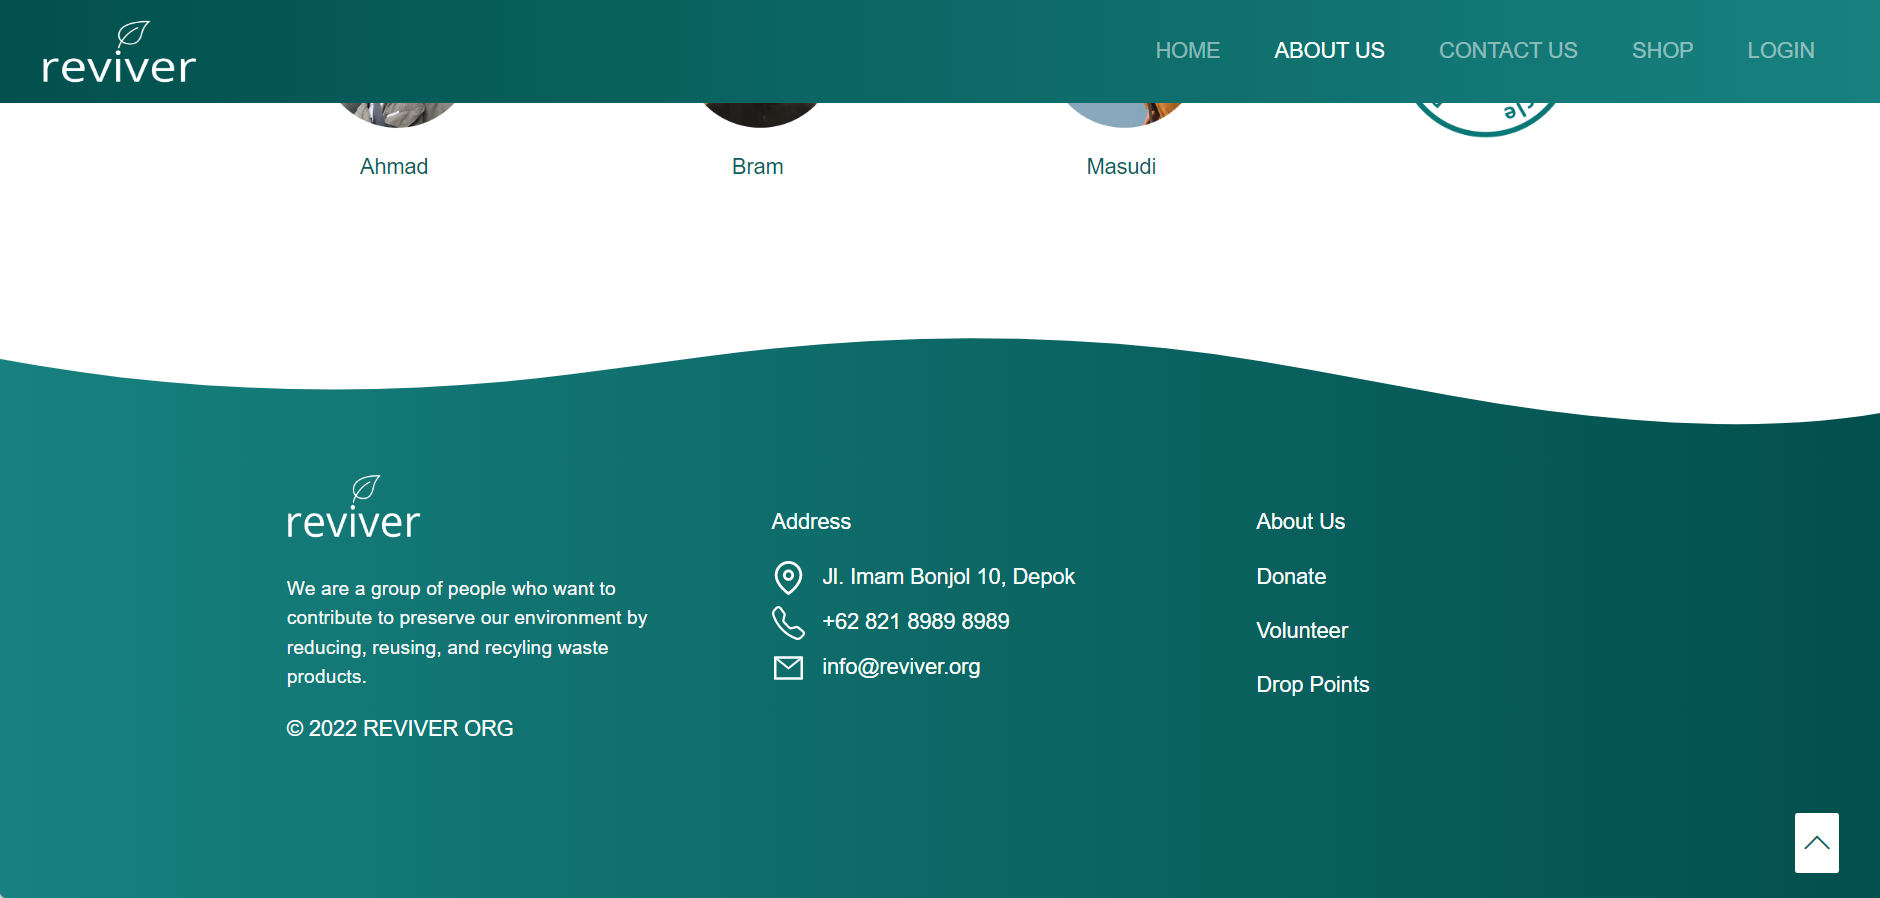 reviver
HOME ABOUT US CONTACT US SHOP LOGIN
Ahmad Bram Masudi
reviver
We are a group of people who want to
contribute to preserve our environment by
reducing, reusing, and recyling waste
products.
© 2022 REVIVER ORG
Address
Jl. Imam Bonjol 10, Depok
+62 821 8989 8989
info@reviver.org
About Us
Donate
Volunteer
Drop Points